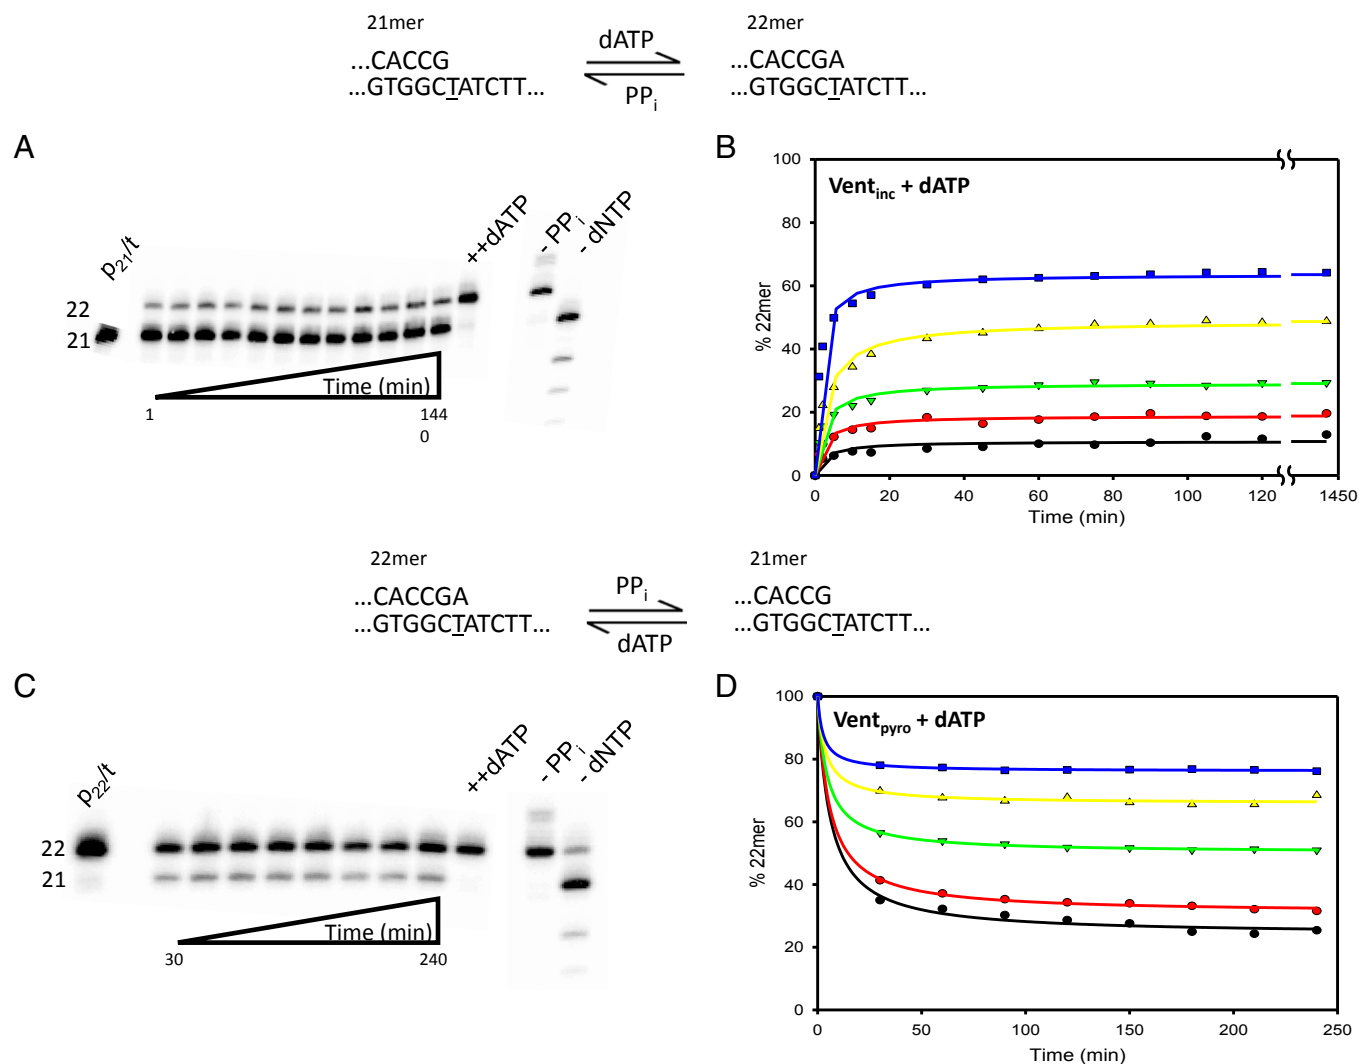 21mer
22mer
...CACCG
dATP
...CACCGA
...GTGGCTATCTT...
PPi
...GTGGCTATCTT...
A
p21/t
++dATP
- PPi
- dNTP
22
21
Time (min)
1
144
0
B
Ventinc + dATP
% 22mer
100
80
60
40
20
0
0
20
40
60
80
100
120
1450
Time (min)
22mer
21mer
...CACCGA
PPi
...CACCG
...GTGGCTATCTT...
dATP
...GTGGCTATCTT...
C
p22/t
++dATP
- PPi
- dNTP
22
21
Time (min)
30
240
D
Ventpyro + dATP
% 22mer
100
80
60
40
20
0
0
50
100
150
200
250
Time (min)